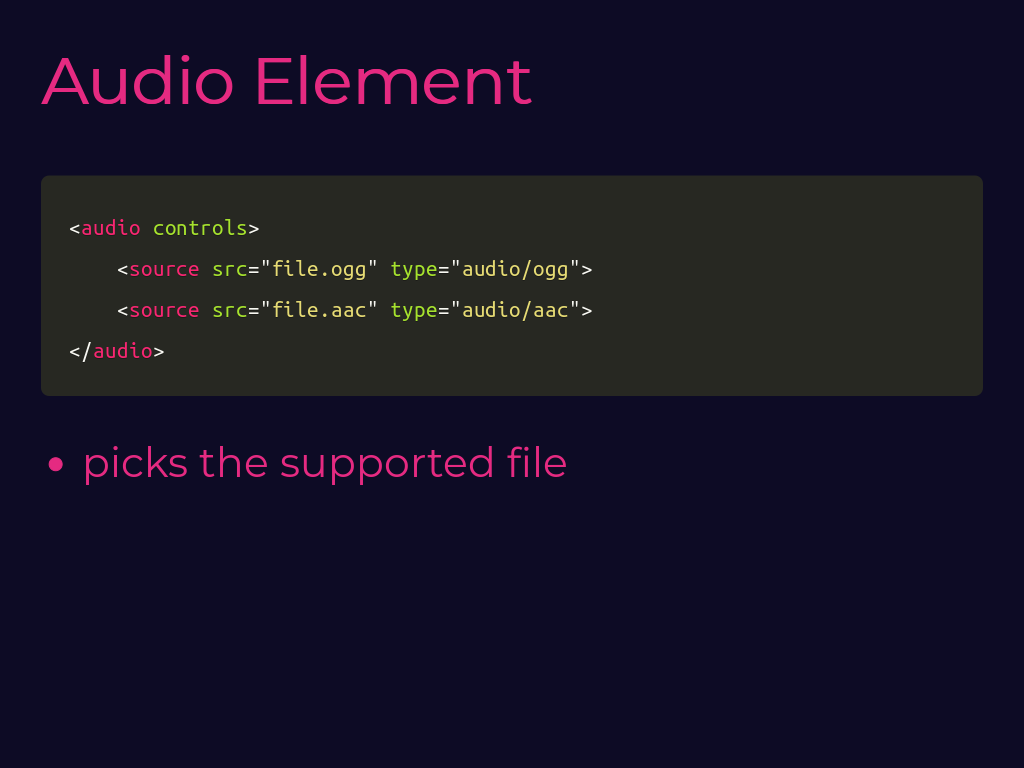 Audio Element
<audio controls>
    <source src="file.ogg" type="audio/ogg">
    <source src="file.aac" type="audio/aac">
</audio>
• picks the supported file